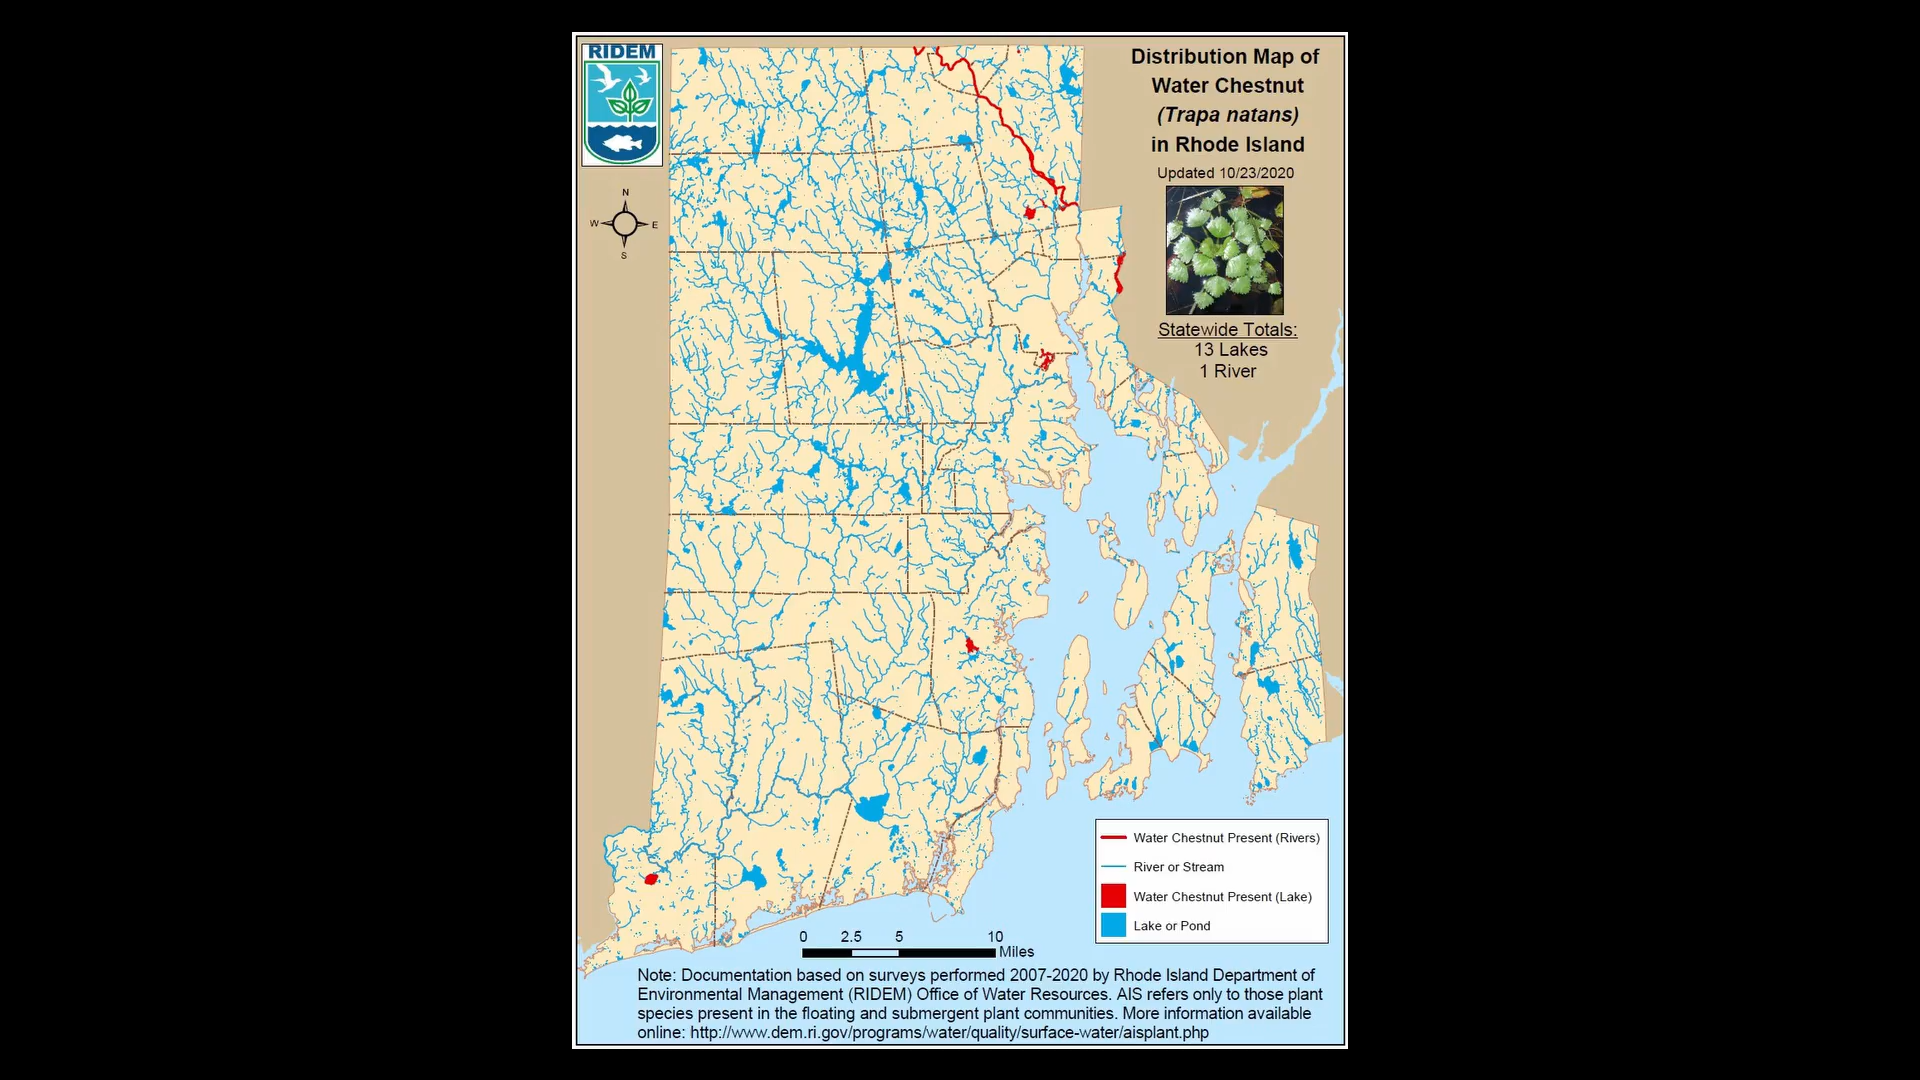 RIDEM
Distribution Map of
Water Chestnut
(Trapa natans)
in Rhode Island
Updated 10/23/2020
N
W E
S
Statewide Totals:
13 Lakes
1 River
Water Chestnut Present (Rivers)
River or Stream
Water Chestnut Present (Lake)
Lake or Pond
0 2.5 5 10
Miles
Note: Documentation based on surveys performed 2007-2020 by Rhode Island Department of
Environmental Management (RIDEM) Office of Water Resources. AIS refers only to those plant
species present in the floating and submergent plant communities. More information available
online: http://www.dem.ri.gov/programs/water/quality/surface-water/aisplant.php